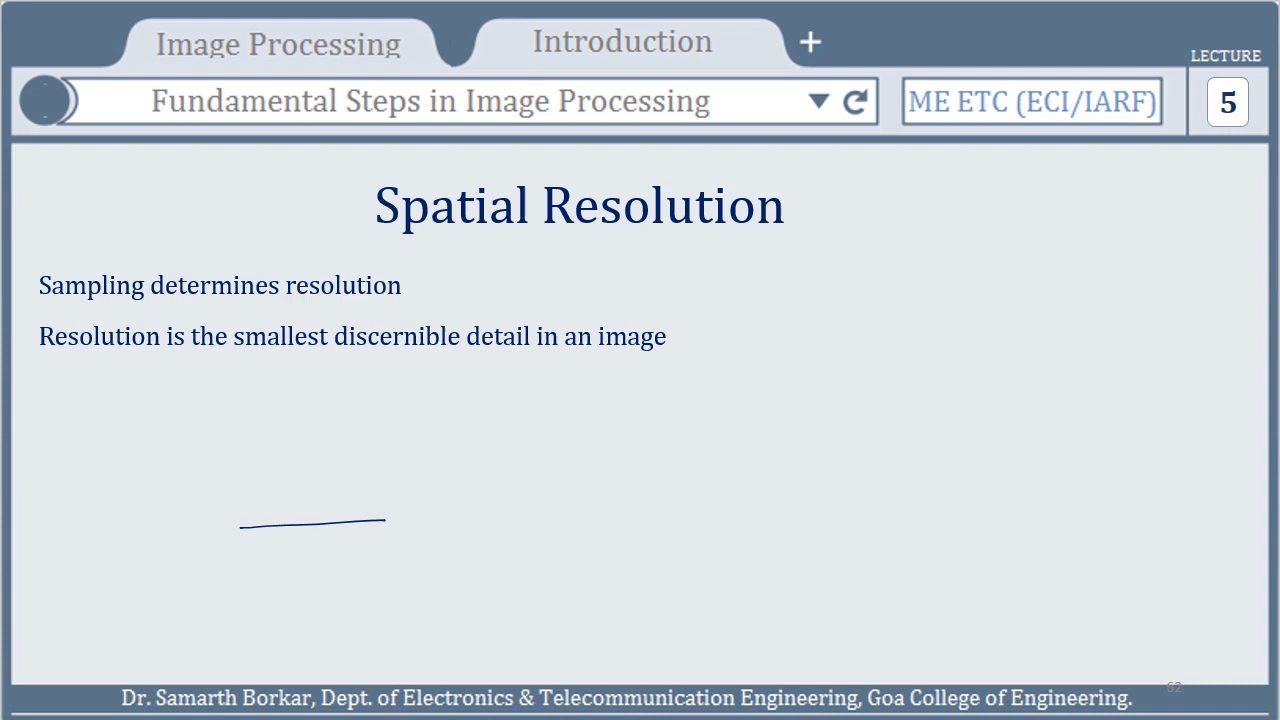 Image Processing
Introduction
+
LECTURE
Fundamental Steps in Image Processing
ME ETC (ECI/IARF)
5
Spatial Resolution
Sampling determines resolution
Resolution is the smallest discernible detail in an image
62
Dr. Samarth Borkar, Dept. of Electronics & Telecommunication Engineering, Goa College of Engineering.